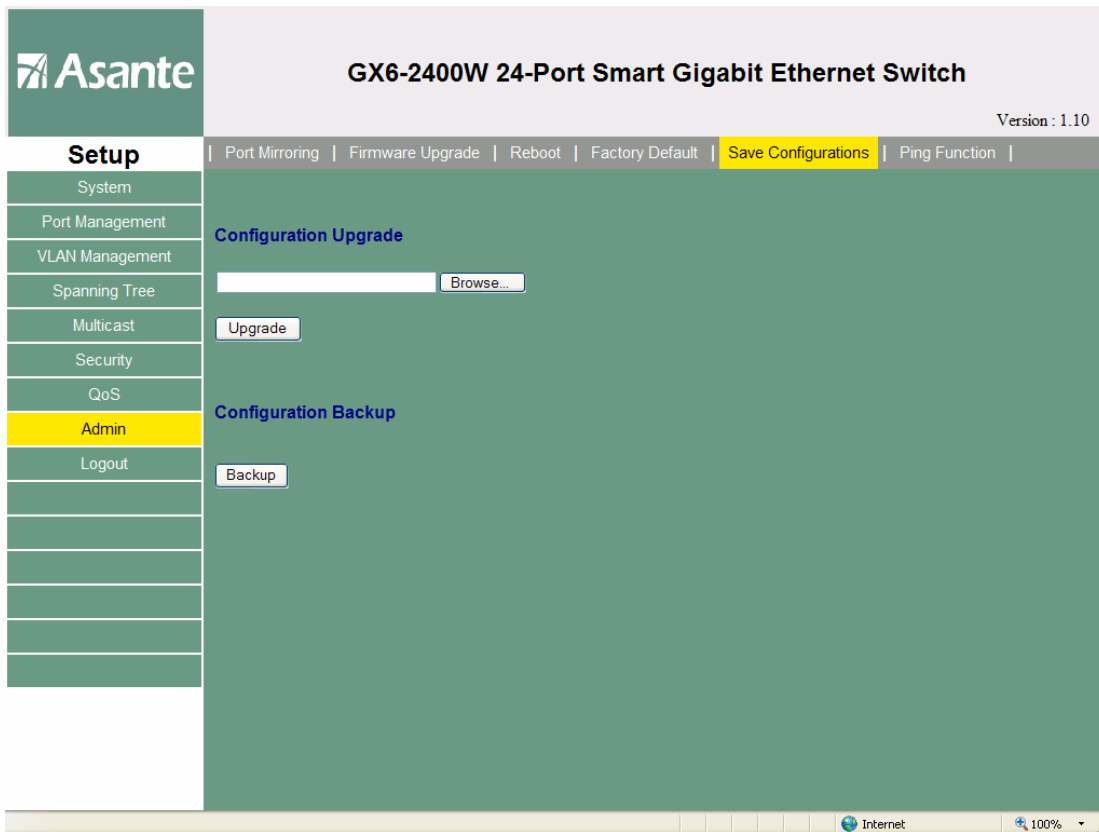 Asante
GX6-2400W 24-Port Smart Gigabit Ethernet Switch
Version : 1.10
Setup
| Port Mirroring | Firmware Upgrade | Reboot | Factory Default | Save Configurations | Ping Function |
System
Port Management
VLAN Management
Spanning Tree
Multicast
Security
QoS
Admin
Logout
Configuration Upgrade
Browse...
Upgrade
Configuration Backup
Backup
Internet
100%